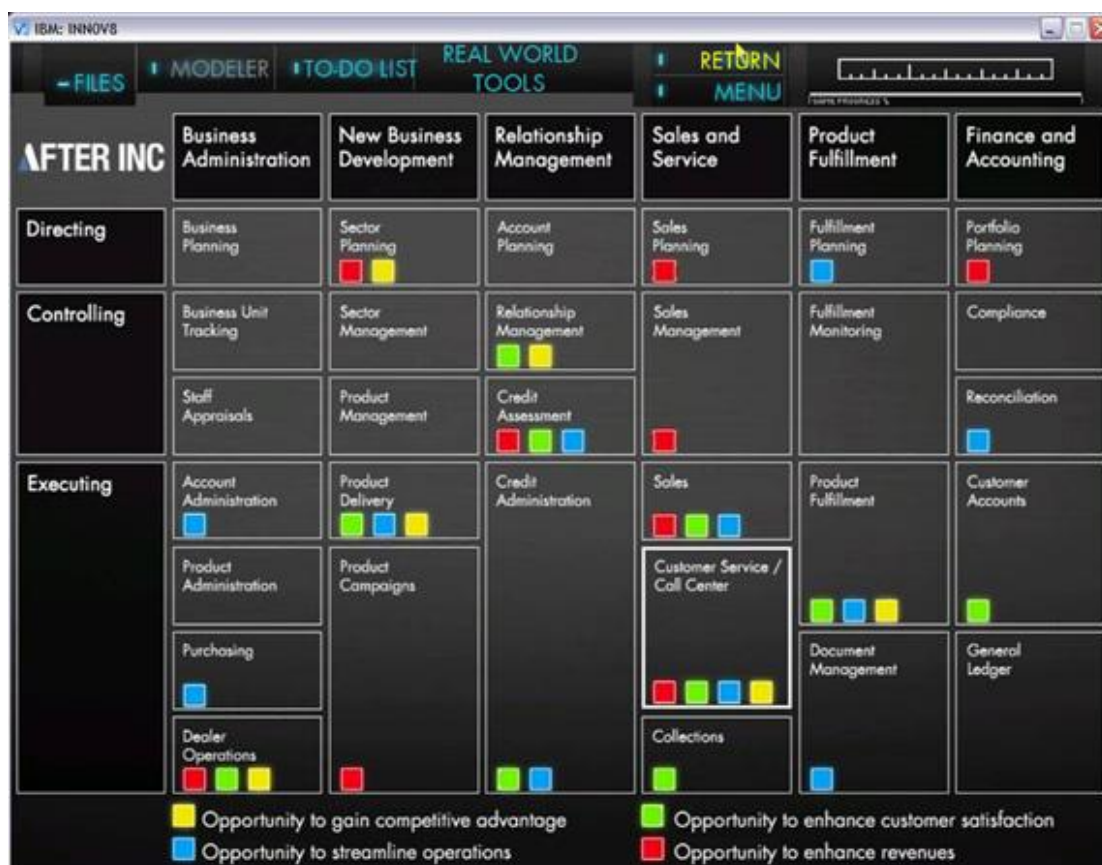 IBM: INNOV8
FILES
MODELER
TO-DO LIST
REAL WORLD
TOOLS
RETURN
MENU
AFTER INC
Business
Administration
New Business
Development
Relationship
Management
Sales and
Service
Product
Fulfillment
Finance and
Accounting
Directing
Business
Planning
Sector
Planning
Account
Planning
Sales
Planning
Fulfillment
Planning
Portfolio
Planning
Controlling
Business Unit
Tracking
Sector
Management
Relationship
Management
Sales
Management
Fulfillment
Monitoring
Compliance
Staff
Appraisals
Product
Management
Credit
Assessment
Reconciliation
Executing
Account
Administration
Product
Delivery
Credit
Administration
Sales
Product
Fulfillment
Customer
Accounts
Product
Administration
Product
Campaigns
Customer Service /
Call Center
Purchasing
Document
Management
General
Ledger
Dealer
Operations
Collections
Opportunity to gain competitive advantage
Opportunity to enhance customer satisfaction
Opportunity to streamline operations
Opportunity to enhance revenues